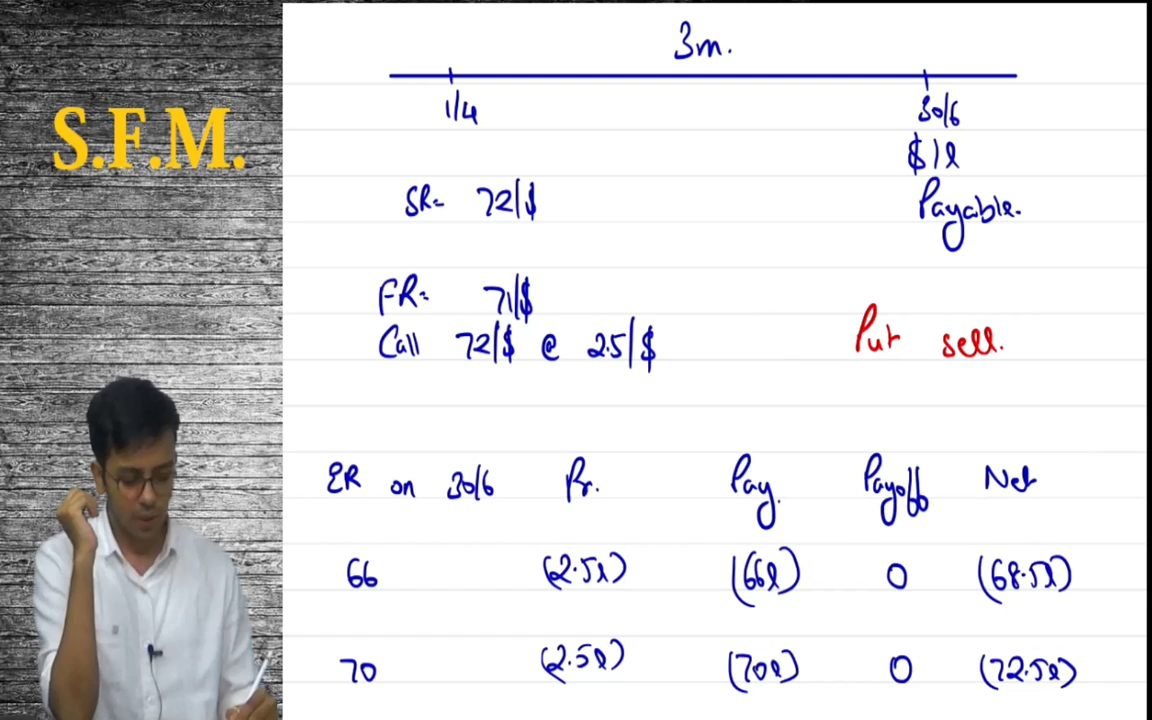 S.F.M.
3m.
1/4 30/6
$1l
SR= 72/$ Payable.
FR= 71/$
Call 72/$ @ 2.5/$ Put sell.
ER on 30/6 Pr. Pay. Payoff Net
66 (2.5l) (66l) 0 (68.5l)
70 (2.5l) (70l) 0 (72.5l)